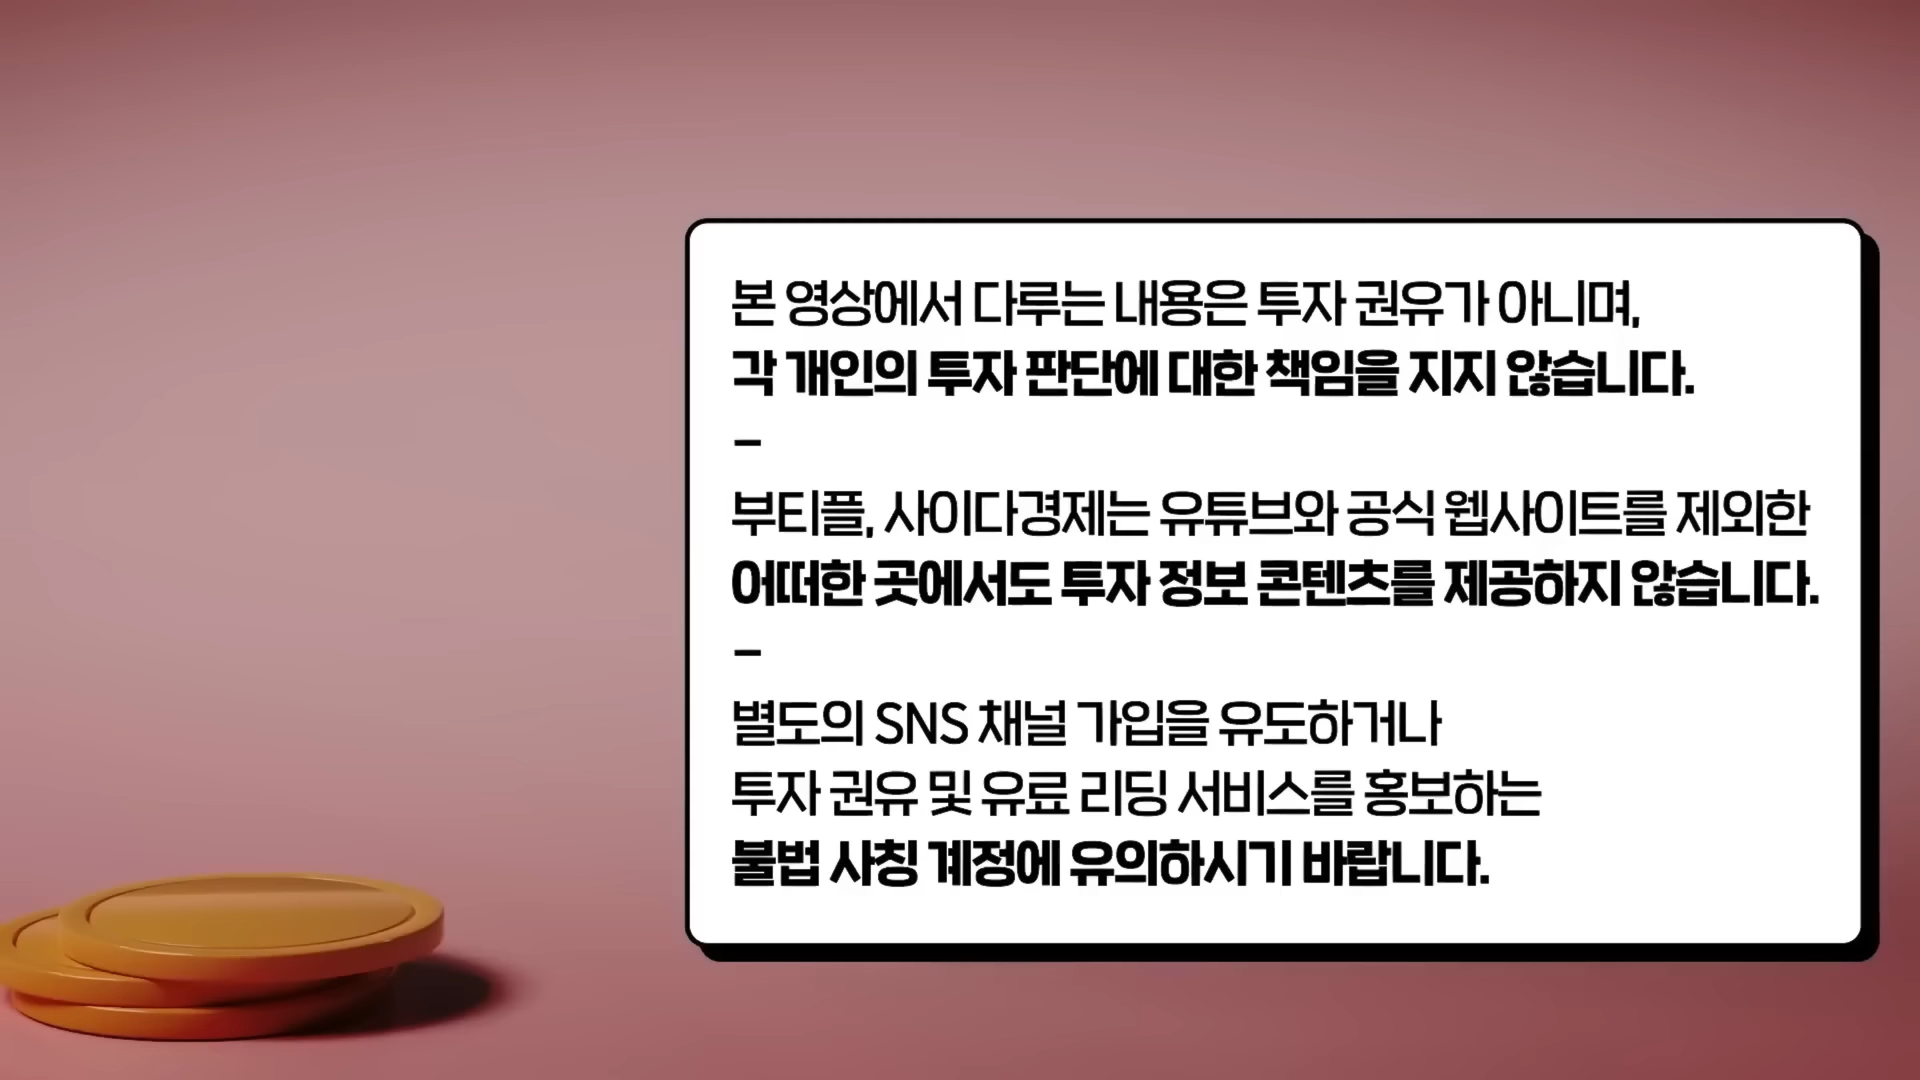 본 영상에서 다루는 내용은 투자 권유가 아니며,
각 개인의 투자 판단에 대한 책임을 지지 않습니다.
–
부티플, 사이다경제는 유튜브와 공식 웹사이트를 제외한
어떠한 곳에서도 투자 정보 콘텐츠를 제공하지 않습니다.
–
별도의 SNS 채널 가입을 유도하거나
투자 권유 및 유료 리딩 서비스를 홍보하는
불법 사칭 계정에 유의하시기 바랍니다.